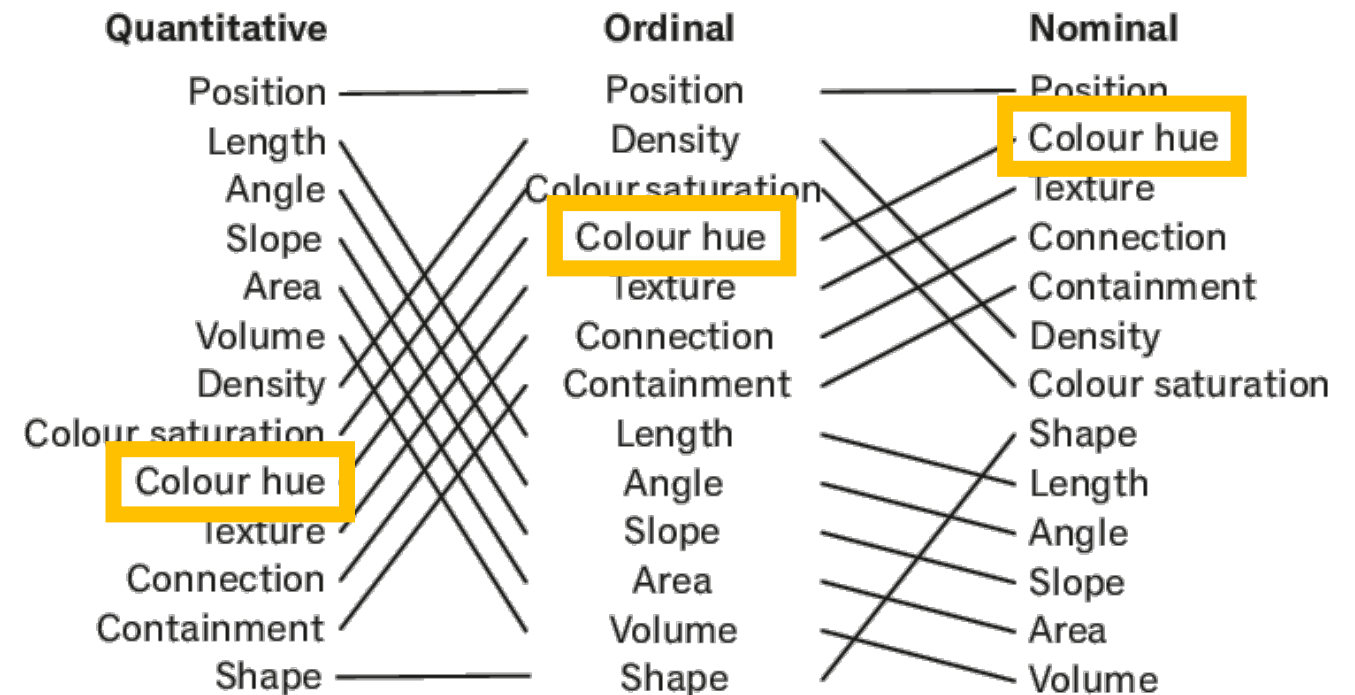 Quantitative Ordinal Nominal
Position Position Position
Length Density Colour hue
Angle Colour saturation Texture
Slope Colour hue Connection
Area Texture Containment
Volume Connection Density
Density Containment Colour saturation
Colour saturation Length Shape
Colour hue Angle Length
Texture Slope Angle
Connection Area Slope
Containment Volume Area
Shape Shape Volume